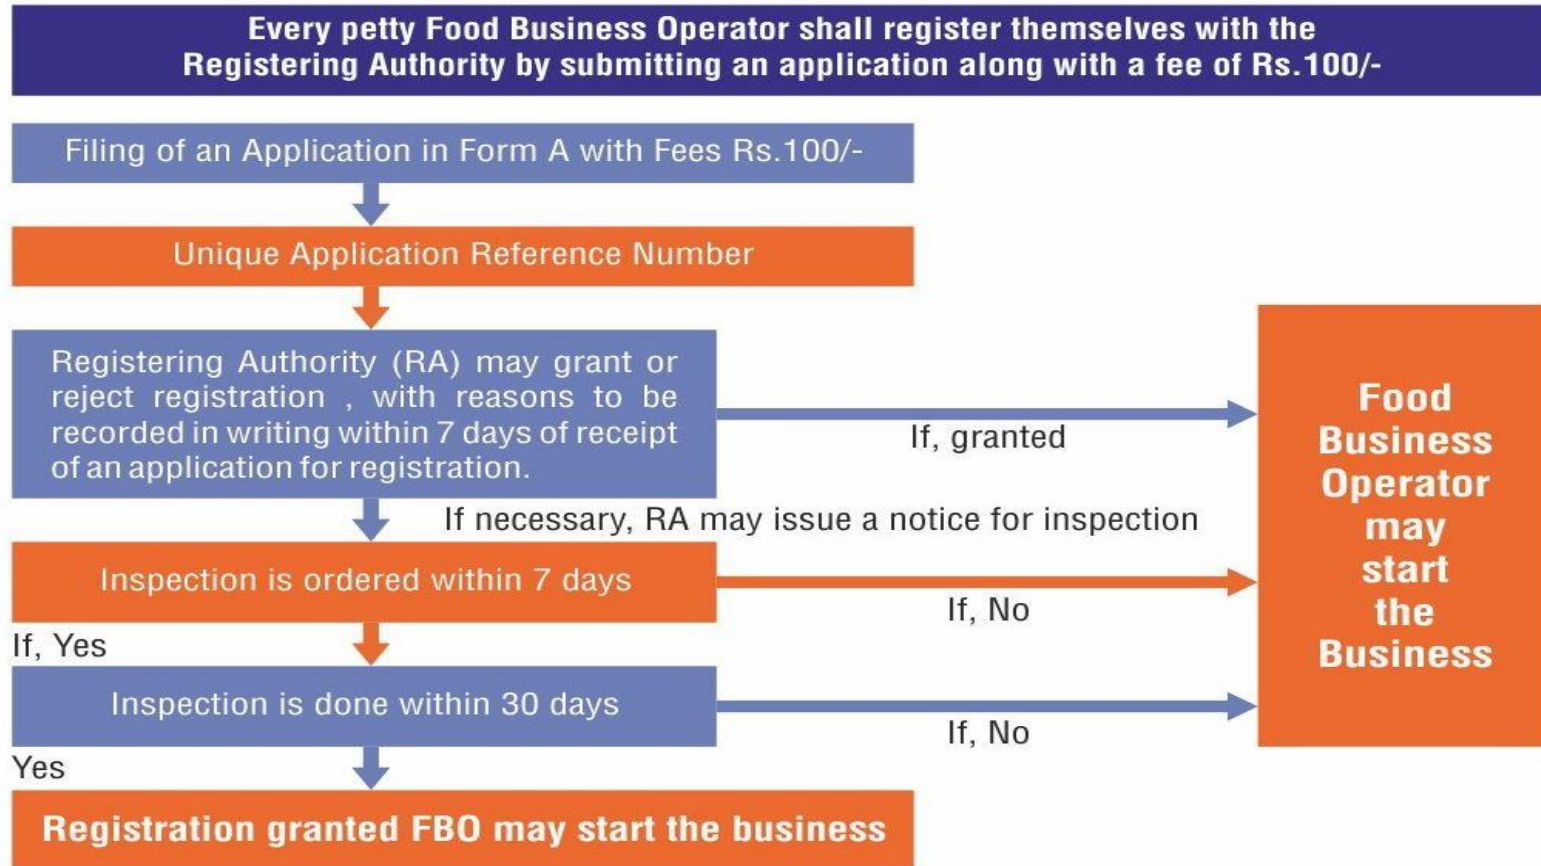 Every petty Food Business Operator shall register themselves with the
Registering Authority by submitting an application along with a fee of Rs.100/-
Filing of an Application in Form A with Fees Rs.100/-
Unique Application Reference Number
Registering Authority (RA) may grant or
reject registration , with reasons to be
recorded in writing within 7 days of receipt
of an application for registration.
If, granted
If necessary, RA may issue a notice for inspection
Inspection is ordered within 7 days
If, No
If, Yes
Inspection is done within 30 days
If, No
Yes
Registration granted FBO may start the business
Food
Business
Operator
may
start
the
Business